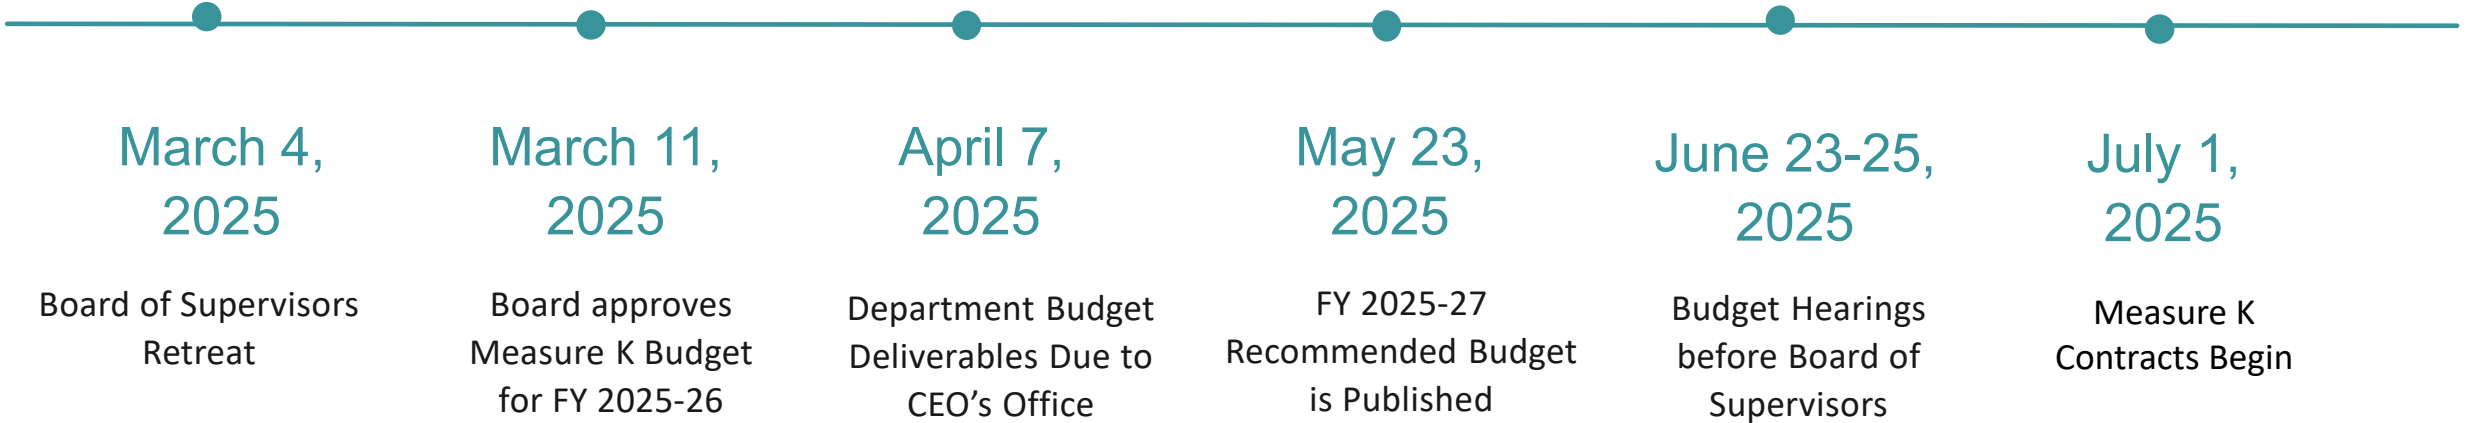 March 4,
2025
Board of Supervisors
Retreat
March 11,
2025
Board approves
Measure K Budget
for FY 2025-26
April 7,
2025
Department Budget
Deliverables Due to
CEO’s Office
May 23,
2025
FY 2025-27
Recommended Budget
is Published
June 23-25,
2025
Budget Hearings
before Board of
Supervisors
July 1,
2025
Measure K
Contracts Begin